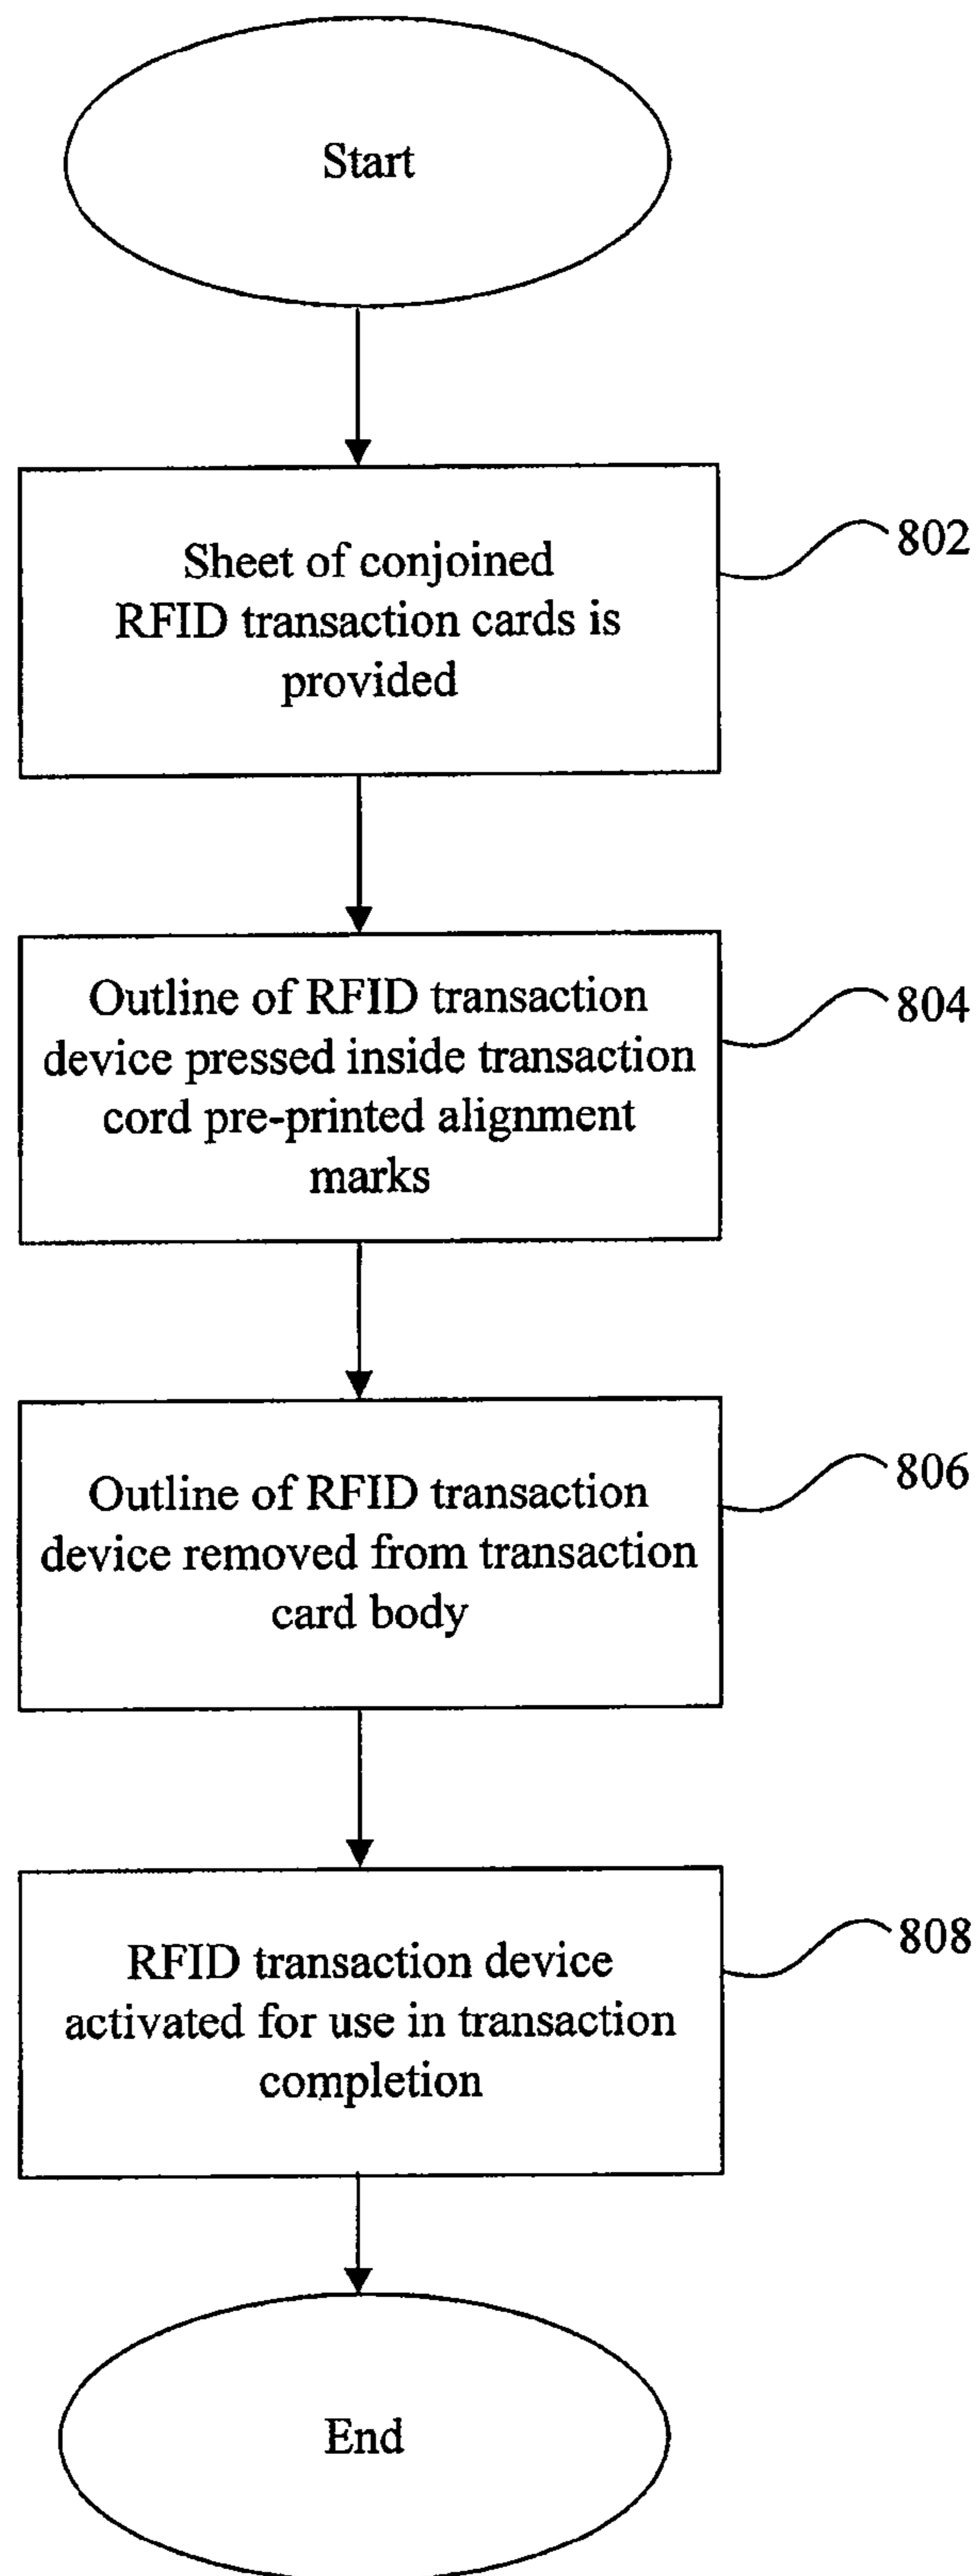 Start
Sheet of conjoined
RFID transaction cards is
provided
802
Outline of RFID transaction
device pressed inside transaction
cord pre-printed alignment
marks
804
Outline of RFID transaction
device removed from transaction
card body
806
RFID transaction device
activated for use in transaction
completion
808
End